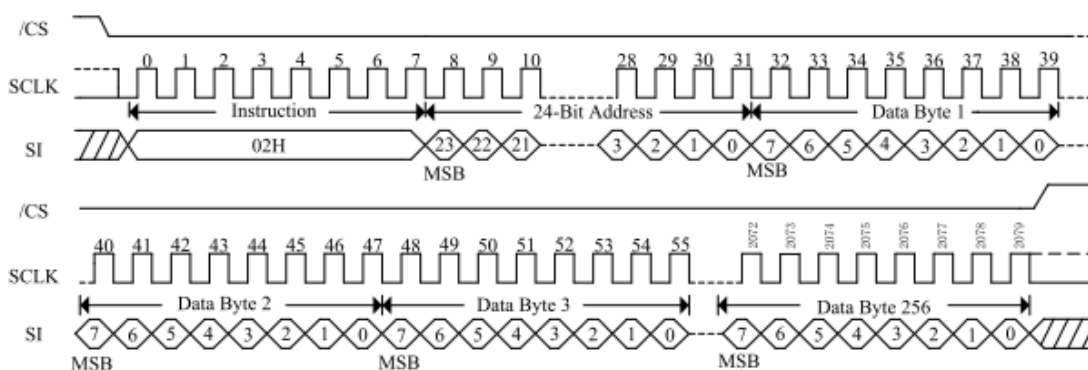 /CS
0 1 2 3 4 5 6 7 8 9 10 28 29 30 31 32 33 34 35 36 37 38 39
SCLK
Instruction 24-Bit Address Data Byte 1
SI 02H 23 22 21 3 2 1 0 7 6 5 4 3 2 1 0
MSB MSB
/CS
40 41 42 43 44 45 46 47 48 49 50 51 52 53 54 55 2072 2073 2074 2075 2076 2077 2078 2079
SCLK
Data Byte 2 Data Byte 3 Data Byte 256
SI 7 6 5 4 3 2 1 0 7 6 5 4 3 2 1 0 7 6 5 4 3 2 1 0
MSB MSB MSB